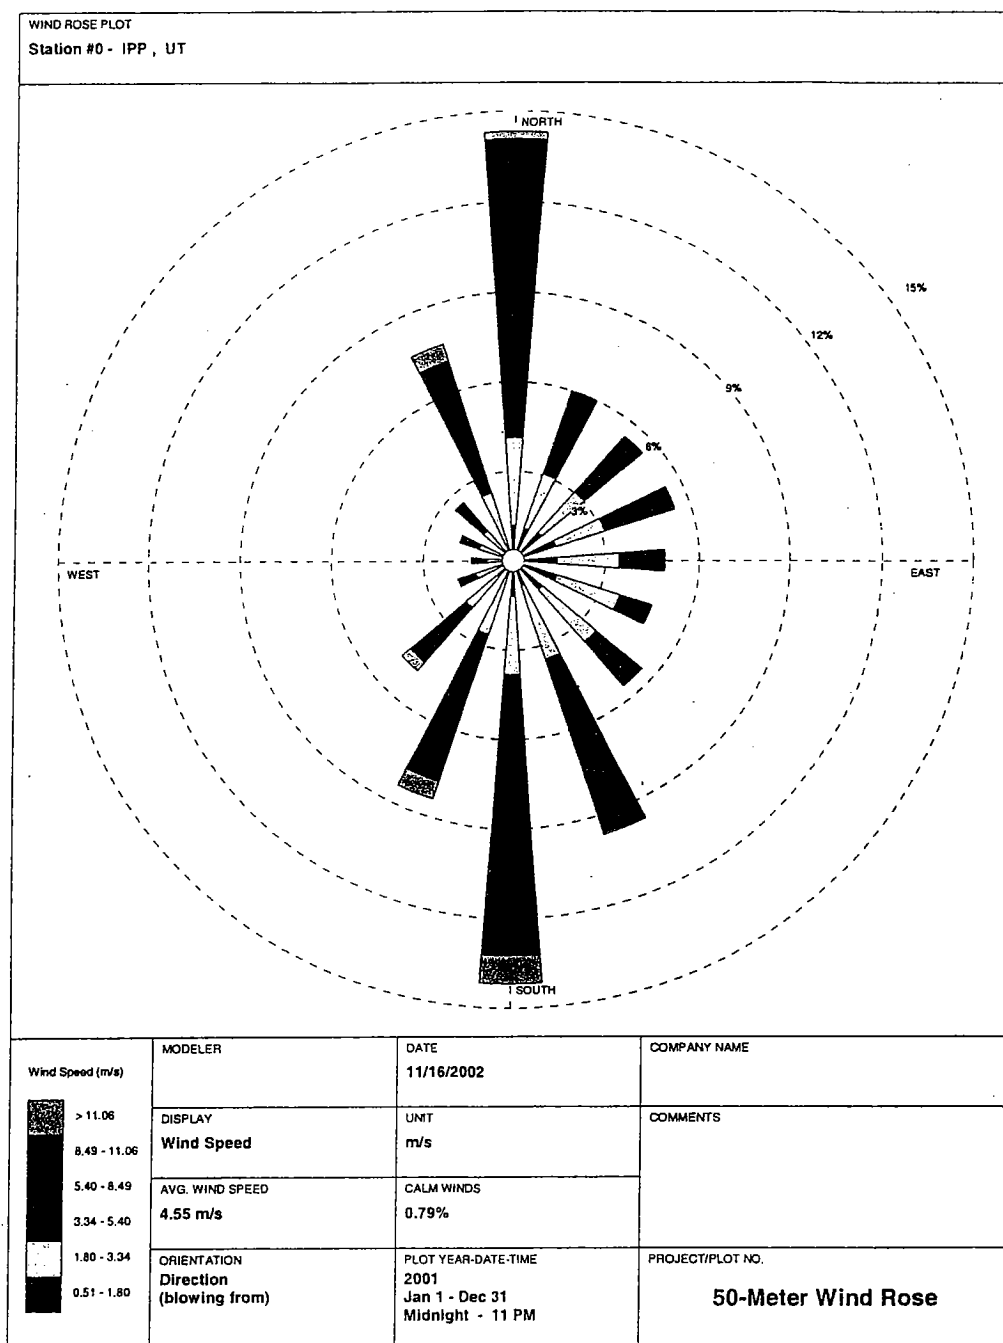 WIND ROSE PLOT
Station #0 - IPP , UT
NORTH
15%
12%
9%
6%
3%
WEST
EAST
SOUTH
Wind Speed (m/s)
> 11.06
8.49 - 11.06
5.40 - 8.49
3.34 - 5.40
1.80 - 3.34
0.51 - 1.80
MODELER
DATE
11/16/2002
COMPANY NAME
DISPLAY
Wind Speed
UNIT
m/s
COMMENTS
AVG. WIND SPEED
4.55 m/s
CALM WINDS
0.79%
ORIENTATION
Direction
(blowing from)
PLOT YEAR-DATE-TIME
2001
Jan 1 - Dec 31
Midnight - 11 PM
PROJECT/PLOT NO.
50-Meter Wind Rose